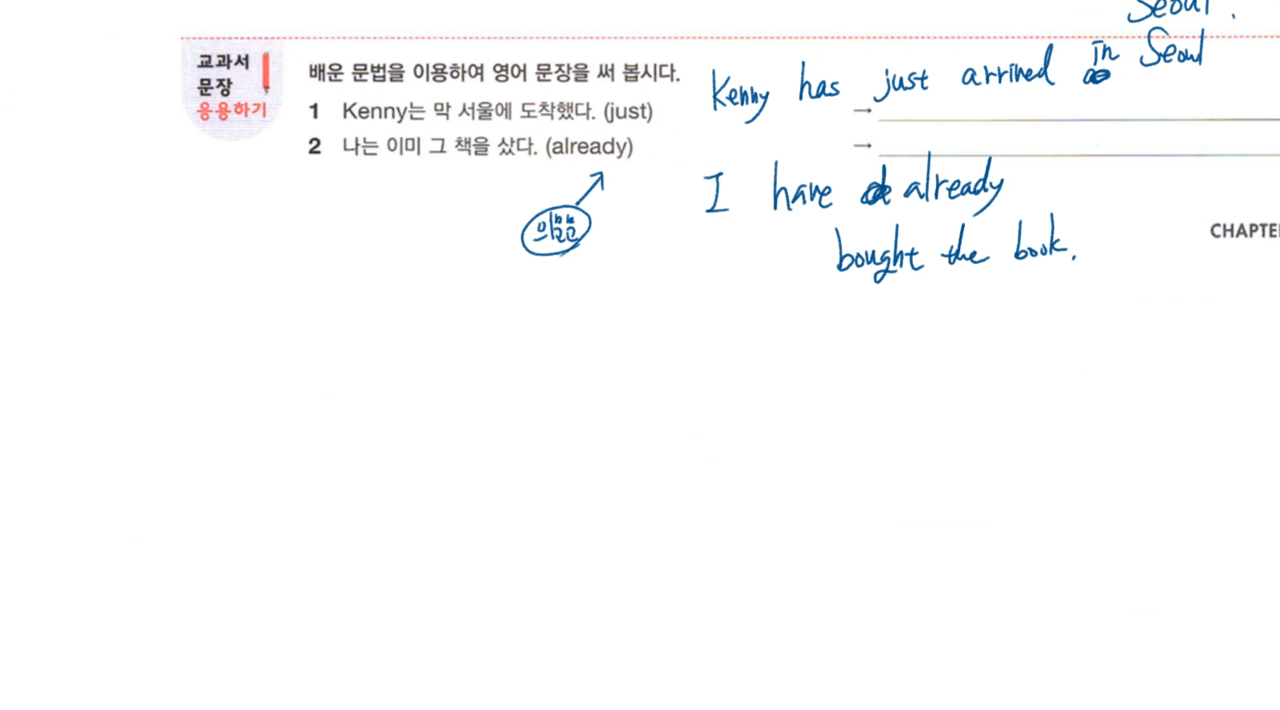 Seoul.
교과서
문장
응용하기
배운 문법을 이용하여 영어 문장을 써 봅시다.
1 Kenny는 막 서울에 도착했다. (just) →
Kenny has just arrived in Seoul
2 나는 이미 그 책을 샀다. (already) →
I have already
bought the book.
CHAPTE